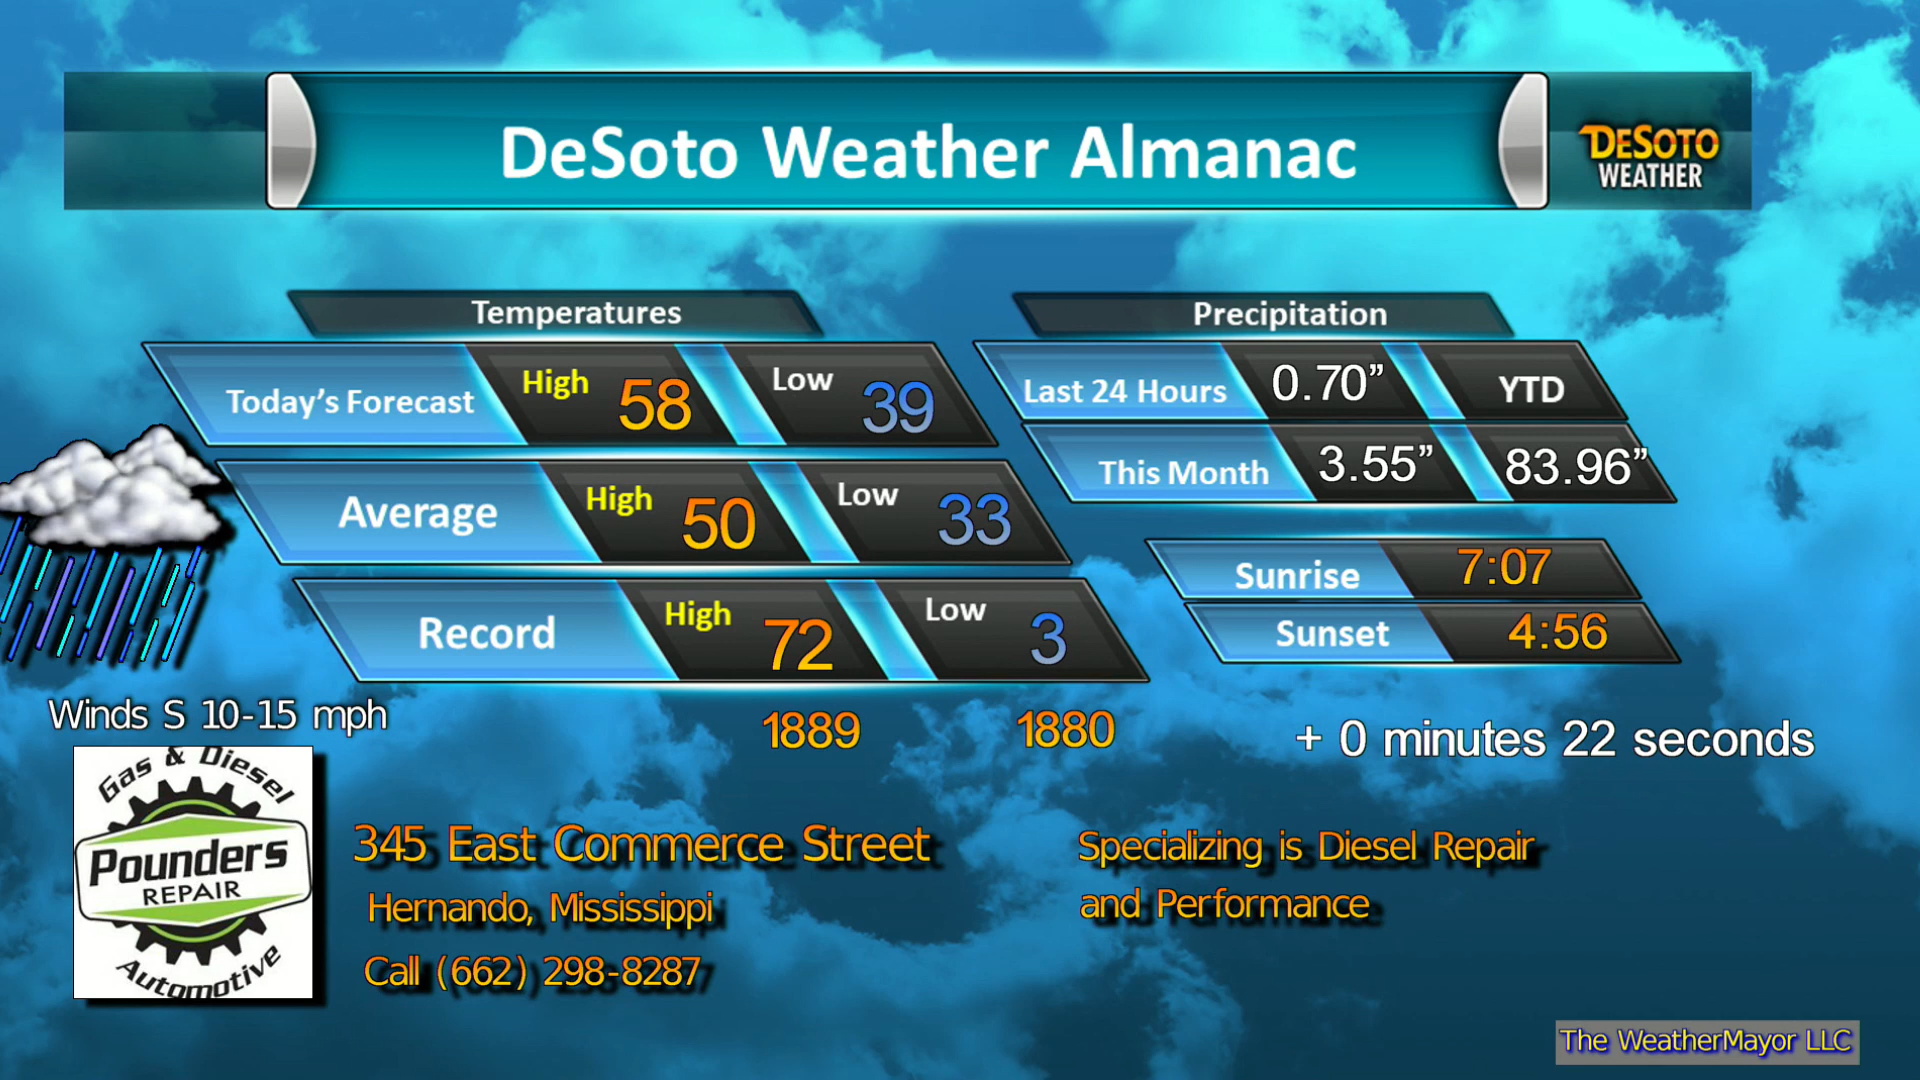 DeSoto Weather Almanac
DESOTO
WEATHER
Temperatures
Today's Forecast High 58 Low 39
Average High 50 Low 33
Record High 72 Low 3
1889 1880
Precipitation
Last 24 Hours 0.70” YTD
This Month 3.55” 83.96”
Sunrise 7:07
Sunset 4:56
+ 0 minutes 22 seconds
Winds S 10-15 mph
Gas & Diesel
Pounders
REPAIR
Automotive
345 East Commerce Street
Hernando, Mississippi
Call (662) 298-8287
Specializing is Diesel Repair
and Performance
The WeatherMayor LLC